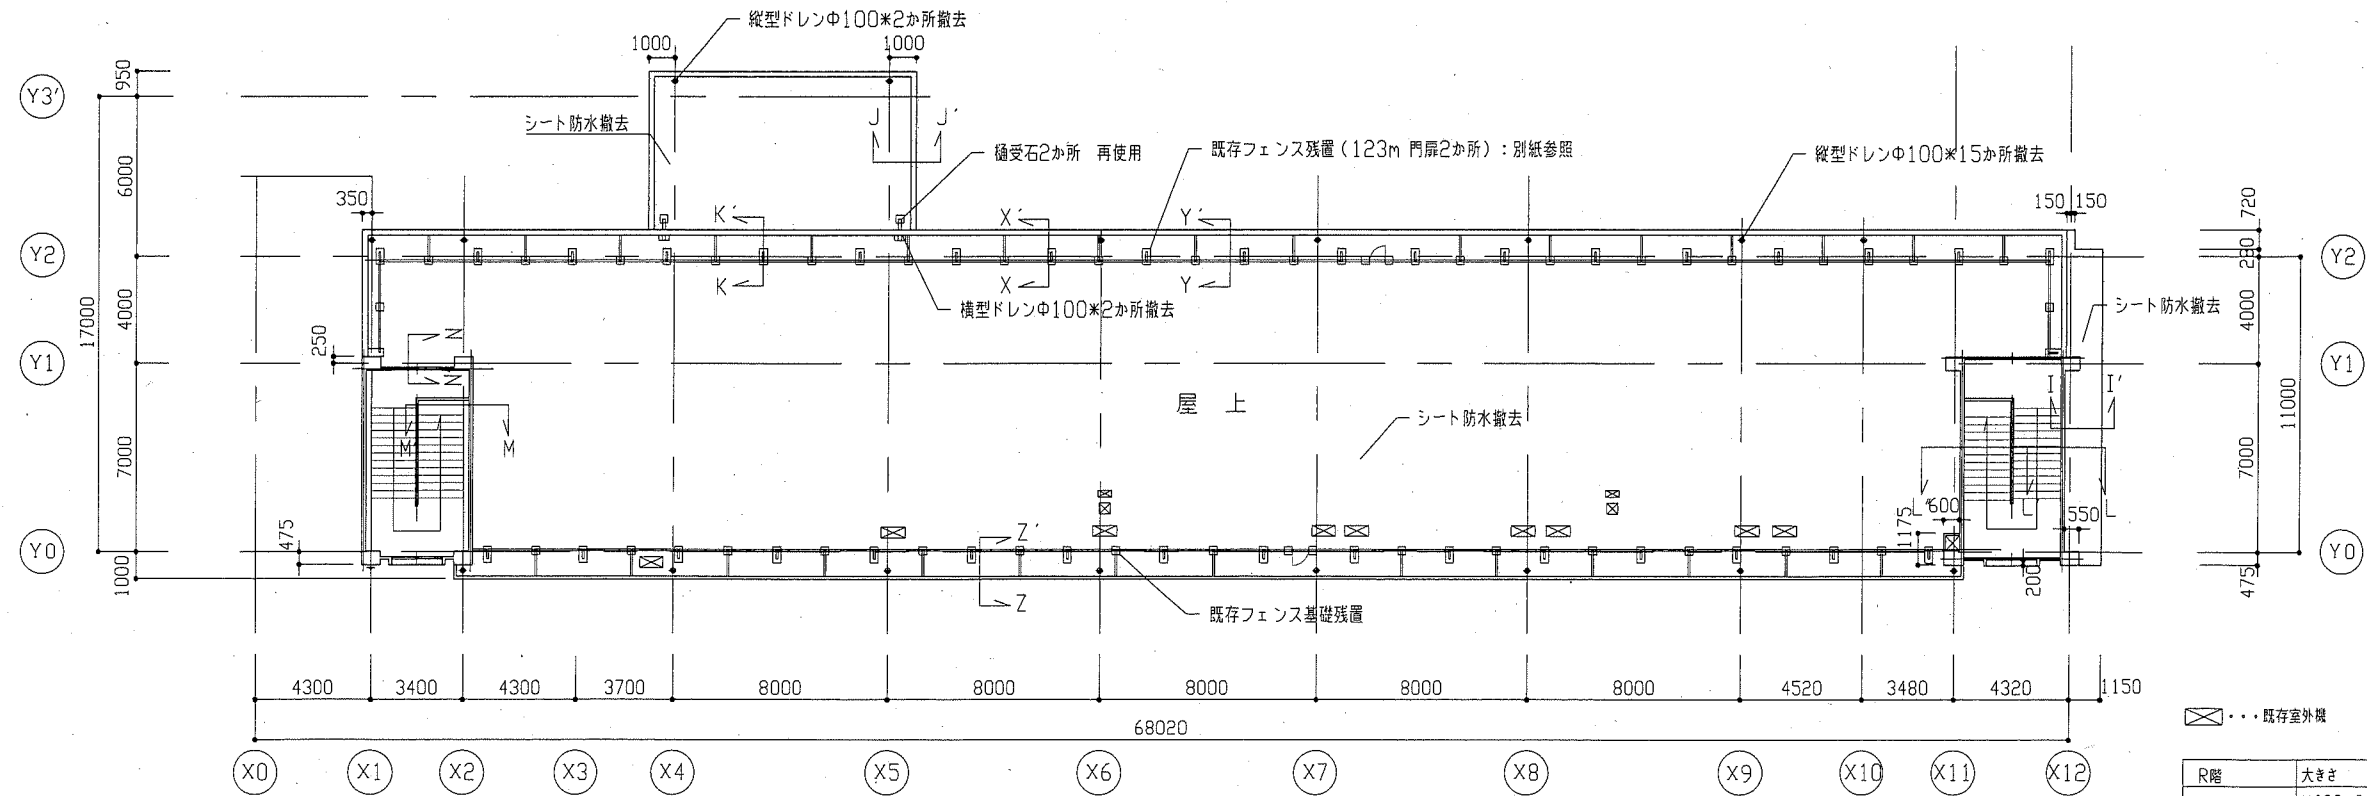 縦型ドレンΦ100*2か所撤去
1000
1000
950
Y3'
シート防水撤去
J
J'
樋受石2か所 再使用
既存フェンス残置(123m 門扉2か所):別紙参照
縦型ドレンΦ100*15か所撤去
6000
350
K'
X'
Y'
150
150
720
Y2
280
Y2
K
X
Y
17000
4000
横型ドレンΦ100*2か所撤去
シート防水撤去
4000
250
N'
N
Y1
Y1
屋 上
I
I'
11000
シート防水撤去
M'
M
7000
7000
L'
L
600
1175
550
475
Z'
Y0
Y0
1000
Z
既存フェンス基礎残置
200
475
4300
3400
4300
3700
8000
8000
8000
8000
8000
4520
3480
4320
1150
68020
・・・既存室外機
X0
X1
X2
X3
X4
X5
X6
X7
X8
X9
X10
X11
X12
R階
大きさ